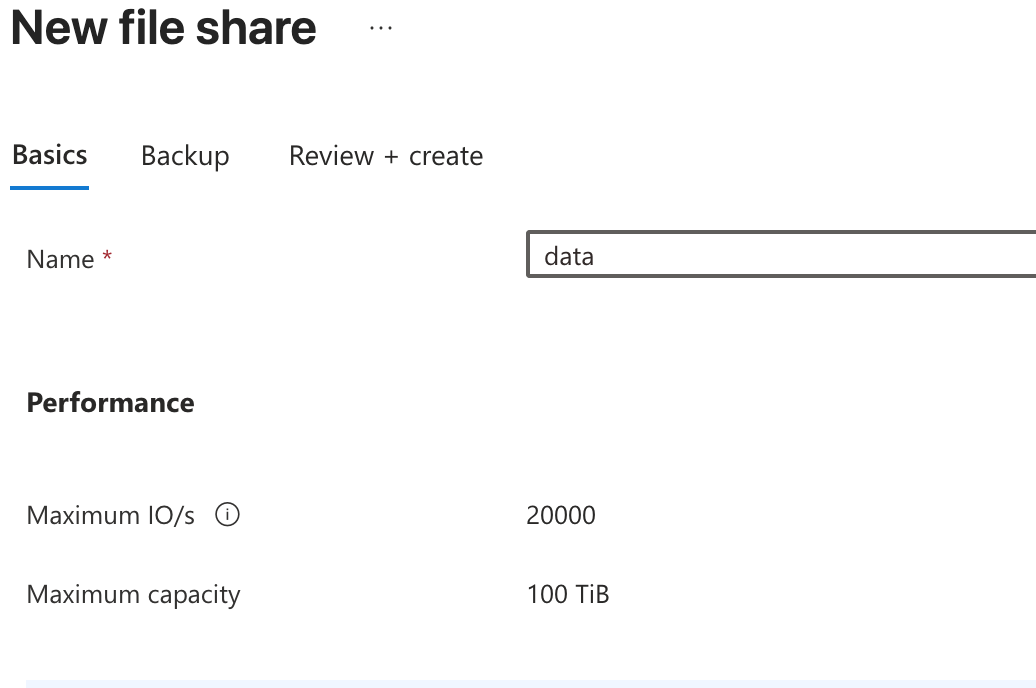 New file share ...
Basics Backup Review + create
Name * data
Performance
Maximum IO/s 20000
Maximum capacity 100 TiB